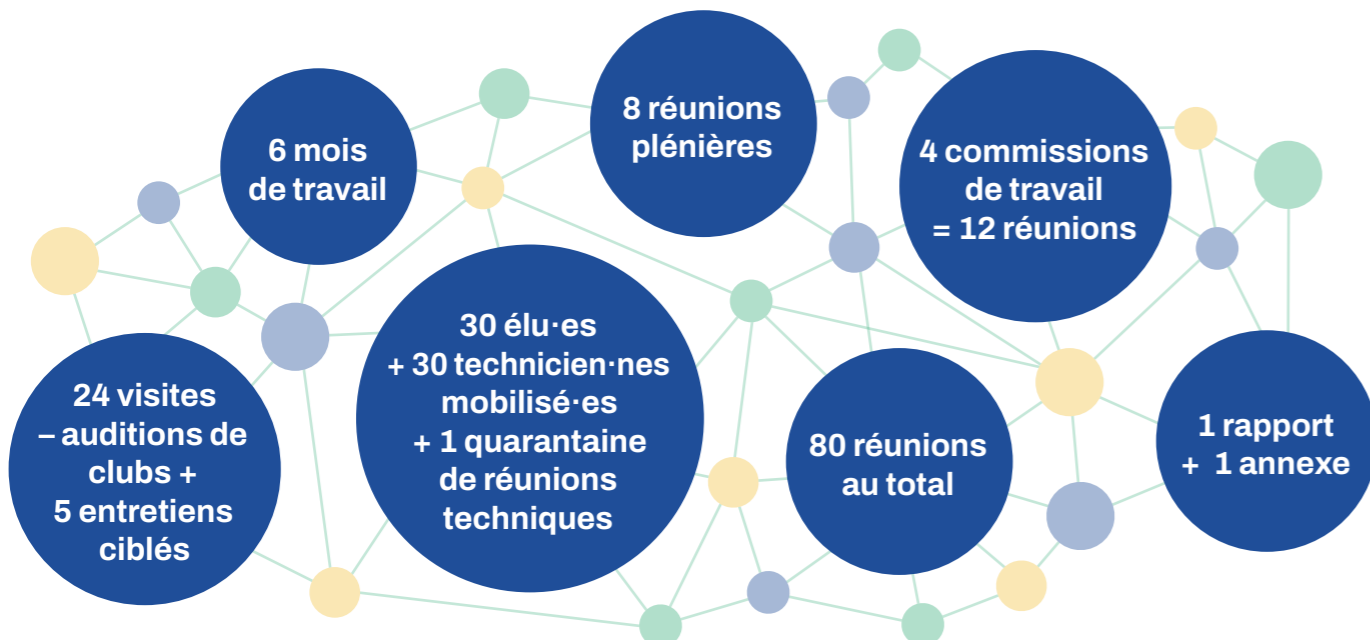 6 mois
de travail
8 réunions
plénières
4 commissions
de travail
= 12 réunions
24 visites
– auditions de
clubs +
5 entretiens
ciblés
30 élu·es
+ 30 technicien·nes
mobilisé·es
+ 1 quarantaine
de réunions
techniques
80 réunions
au total
1 rapport
+ 1 annexe